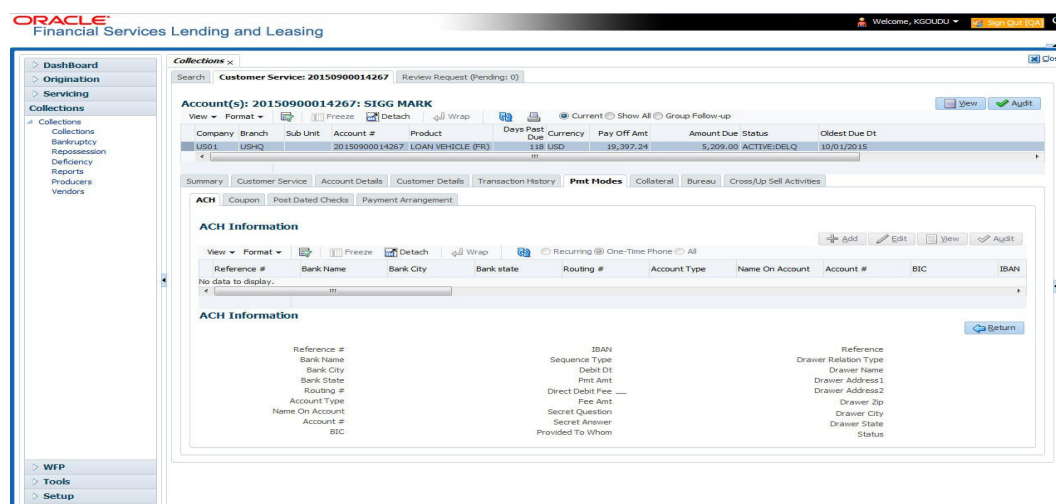 ORACLE
Welcome, KGOUDU Sign Out (QA)
Financial Services Lending and Leasing
DashBoard
Origination
Servicing
Collections
Collections
Collections
Bankruptcy
Repossession
Deficiency
Reports
Producers
Vendors
WFP
Tools
Setup
Collections x
Search Customer Service: 20150900014267 Review Request (Pending: 0)
Account(s): 20150900014267: SIGG MARK
View Audit
View Format Freeze Detach Wrap Current Show All Group Follow-up
Company Branch Sub Unit Account # Product Days Past Due Currency Pay Off Amt Amount Due Status Oldest Due Dt
US01 USHQ 20150900014267 LOAN VEHICLE (FR) 118 USD 19,397.24 5,209.00 ACTIVE:DELQ 10/01/2015
Summary Customer Service Account Details Customer Details Transaction History Pmt Modes Collateral Bureau Cross/Up Sell Activities
ACH Coupon Post Dated Checks Payment Arrangement
ACH Information
Add Edit View Audit
View Format Freeze Detach Wrap Recurring One-Time Phone All
Reference # Bank Name Bank City Bank state Routing # Account Type Name On Account Account # BIC IBAN
No data to display.
ACH Information
Return
Reference # IBAN Reference
Bank Name Sequence Type Drawer Relation Type
Bank City Debit Dt Drawer Name
Bank State Pmt Amt Drawer Address1
Routing # Direct Debit Fee Drawer Address2
Account Type Fee Amt Drawer Zip
Name On Account Secret Question Drawer City
Account # Secret Answer Drawer State
BIC Provided To Whom Status